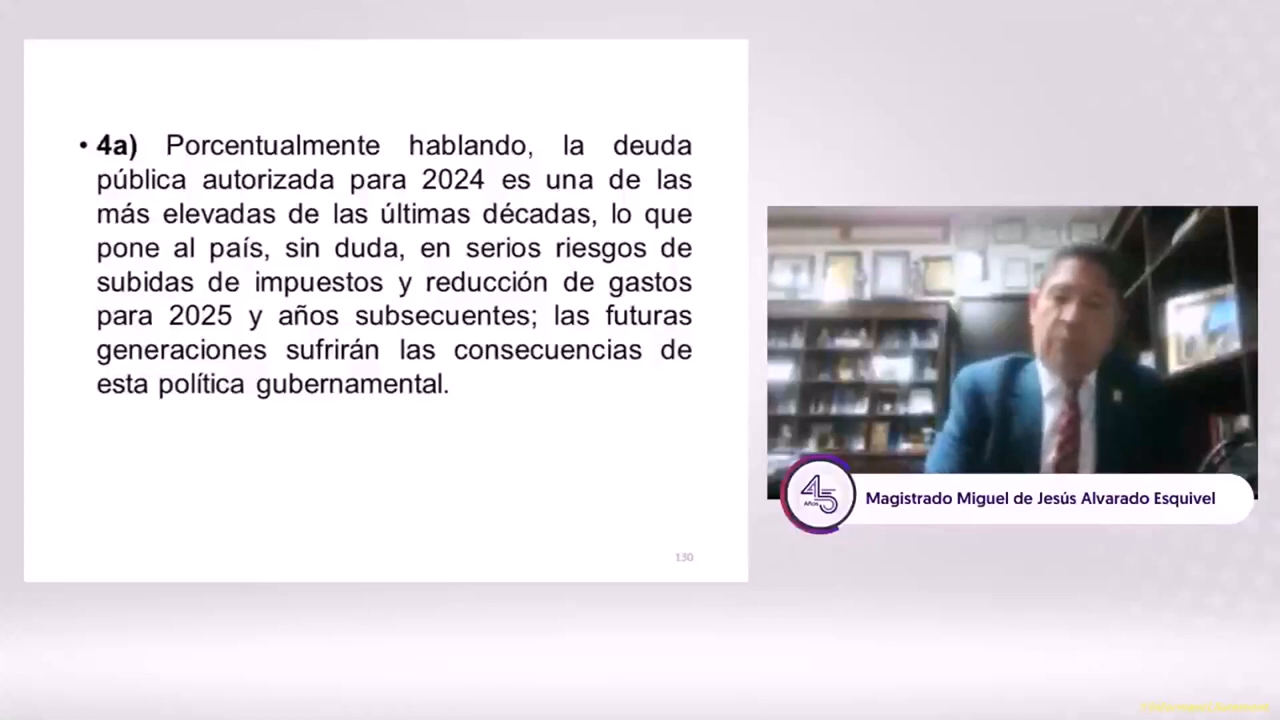 • 4a) Porcentualmente hablando, la deuda
pública autorizada para 2024 es una de las
más elevadas de las últimas décadas, lo que
pone al país, sin duda, en serios riesgos de
subidas de impuestos y reducción de gastos
para 2025 y años subsecuentes; las futuras
generaciones sufrirán las consecuencias de
esta política gubernamental.
130
45
Años
Magistrado Miguel de Jesús Alvarado Esquivel